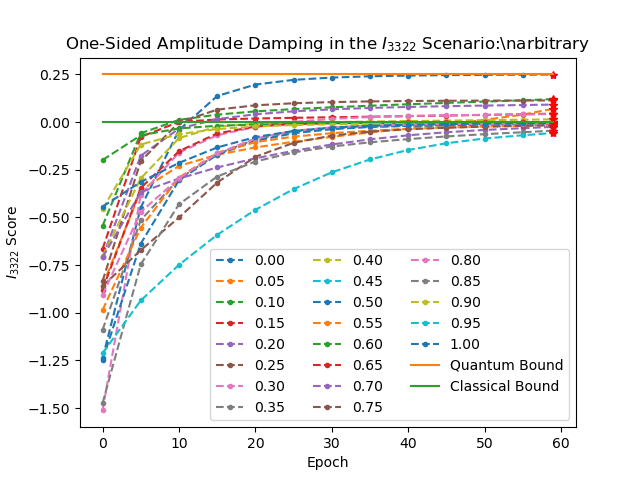 One-Sided Amplitude Damping in the I3322 Scenario:\narbitrary
0.25
0.00
−0.25
−0.50
−0.75
−1.00
−1.25
−1.50
I3322 Score
0.00 0.40 0.80
0.05 0.45 0.85
0.10 0.50 0.90
0.15 0.55 0.95
0.20 0.60 1.00
0.25 0.65 Quantum Bound
0.30 0.70 Classical Bound
0.35 0.75
0 10 20 30 40 50 60
Epoch